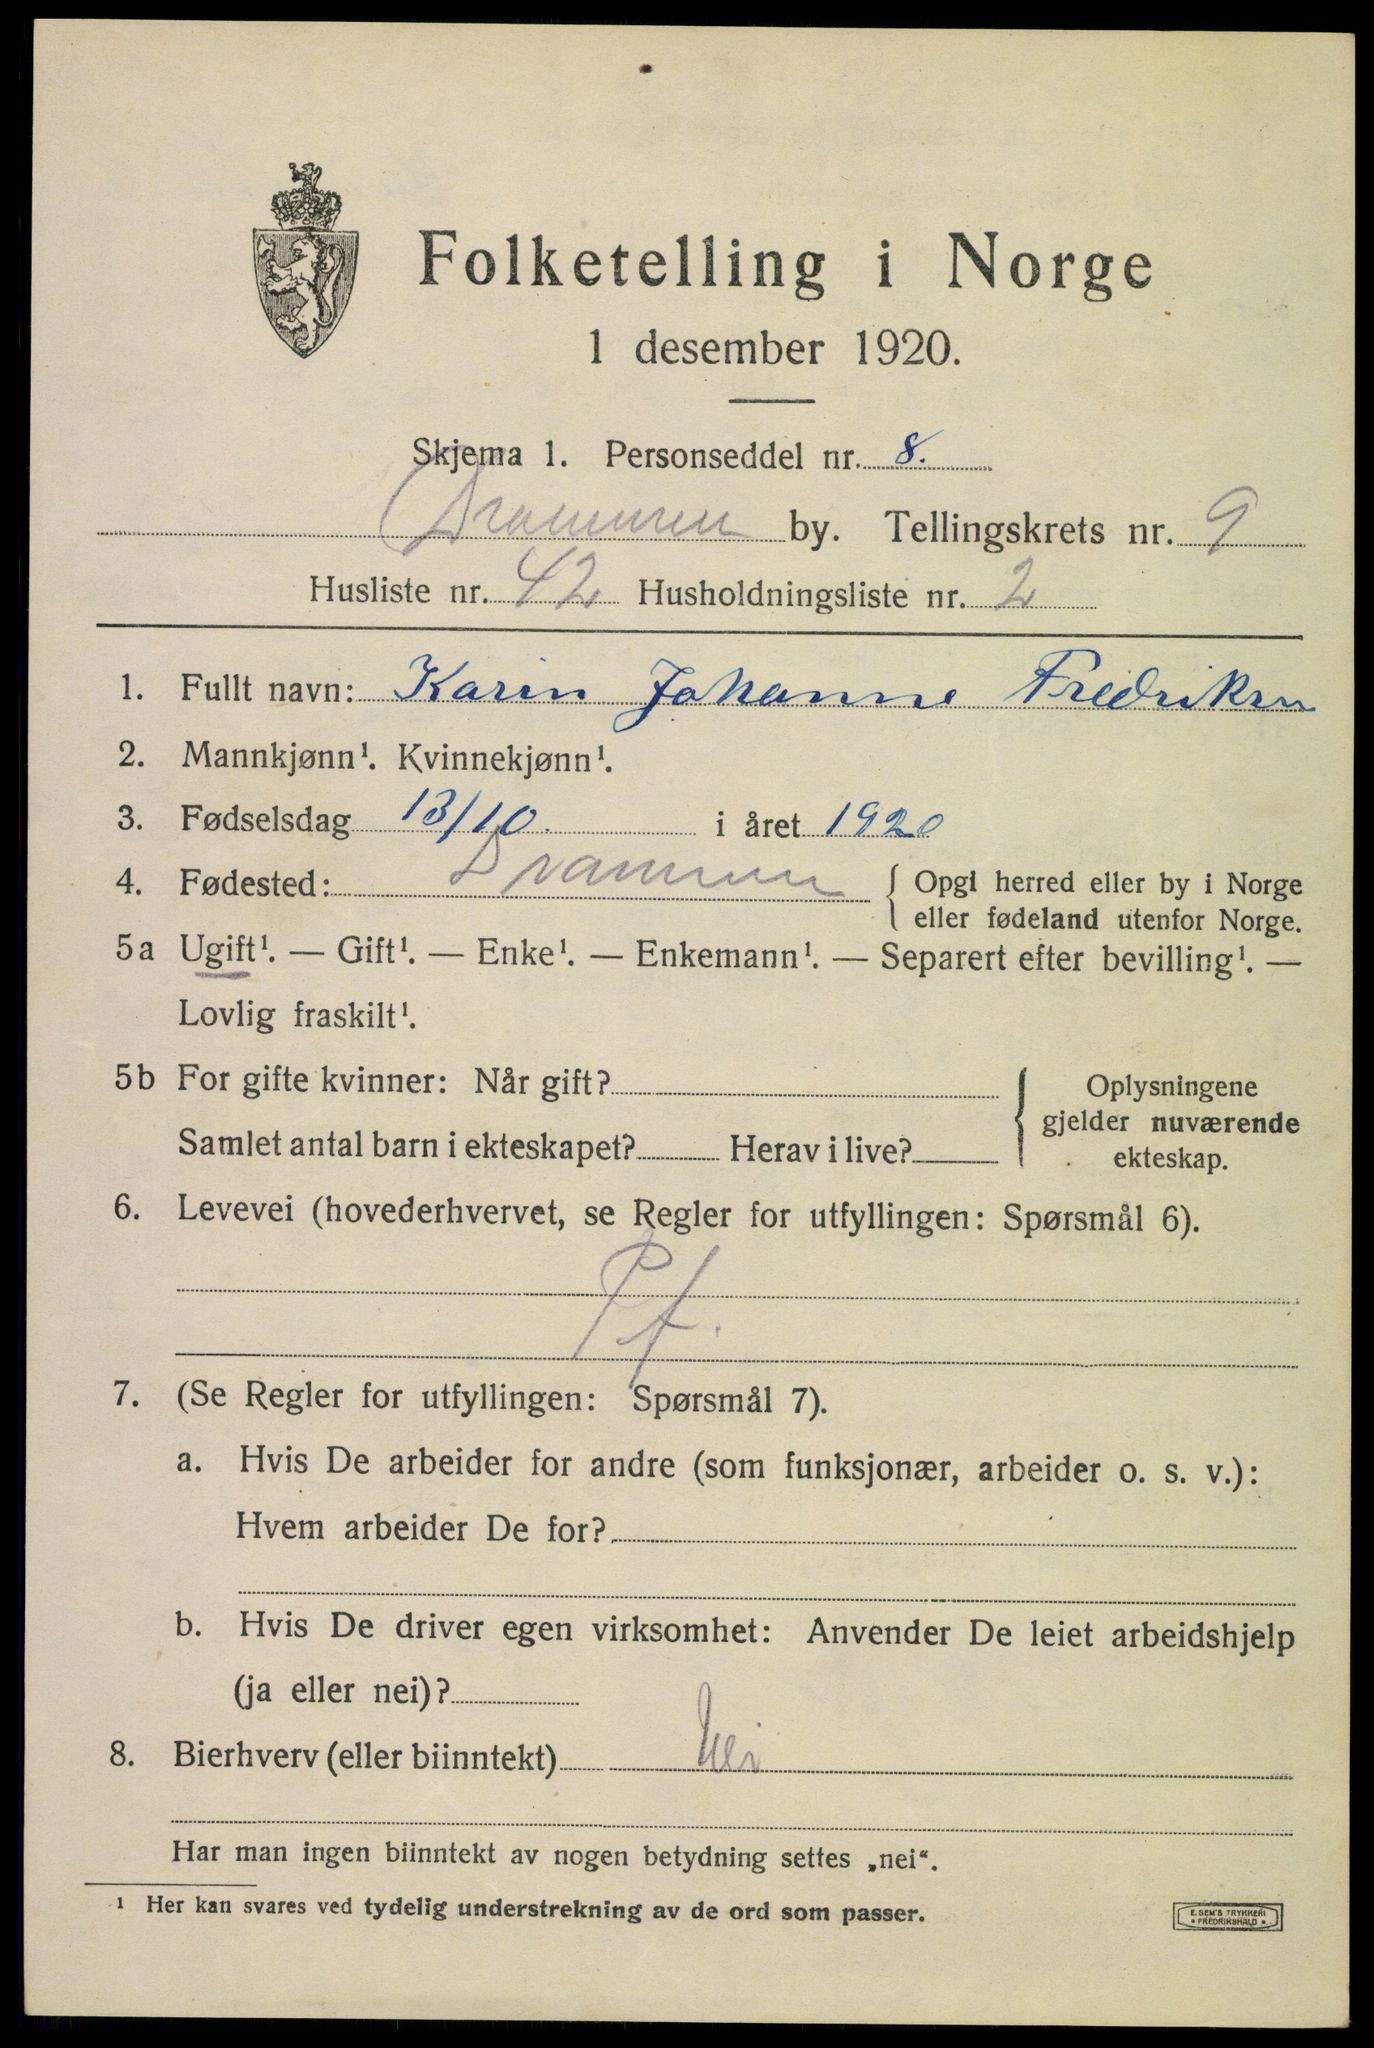 Folketelling i Norge
1 desember 1920.
Skjema 1. Personseddel nr. 8.
Drammen by. Tellingskrets nr. 9
Husliste nr. 42 Husholdningsliste nr. 2
1. Fullt navn: Karin Johanne Fredriksen
2. Mannkjønn¹. Kvinnekjønn¹.
3. Fødselsdag 13/10. i året 1920
4. Fødested: Drammen { Opgi herred eller by i Norge
eller fødeland utenfor Norge.
5a Ugift¹. — Gift¹. — Enke¹. — Enkemann¹. — Separert efter bevilling¹. —
Lovlig fraskilt¹.
5b For gifte kvinner: Når gift? { Oplysningene
gjelder nuværende
Samlet antal barn i ekteskapet? Herav i live?
ekteskap.
6. Levevei (hovederhvervet, se Regler for utfyllingen: Spørsmål 6).
Pf.
7. (Se Regler for utfyllingen: Spørsmål 7).
a. Hvis De arbeider for andre (som funksjonær, arbeider o. s. v.):
Hvem arbeider De for?
b. Hvis De driver egen virksomhet: Anvender De leiet arbeidshjelp
(ja eller nei)?
8. Bierhverv (eller biinntekt) Nei
Har man ingen biinntekt av nogen betydning settes „nei“.
¹ Her kan svares ved tydelig understrekning av de ord som passer.
E. SEM'S TRYKKERI
• FREDRIKSHALD •